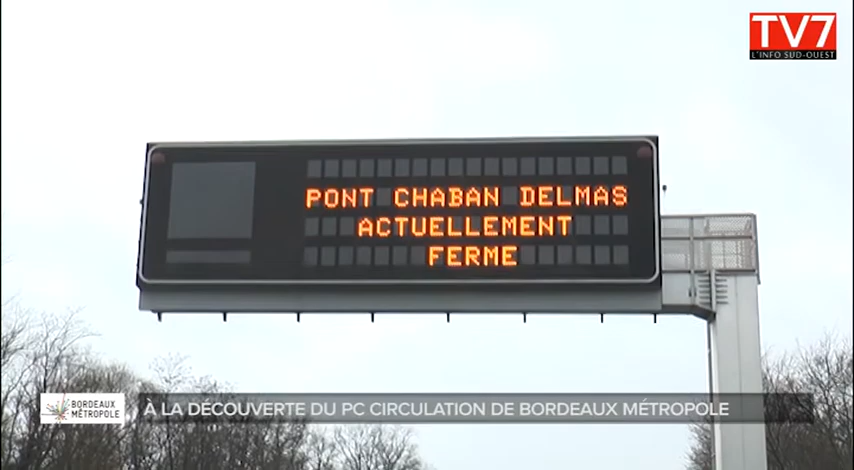 TV7
L'INFO SUD-OUEST
PONT CHABAN DELMAS
ACTUELLEMENT
FERME
BORDEAUX
MÉTROPOLE
À LA DÉCOUVERTE DU PC CIRCULATION DE BORDEAUX MÉTROPOLE